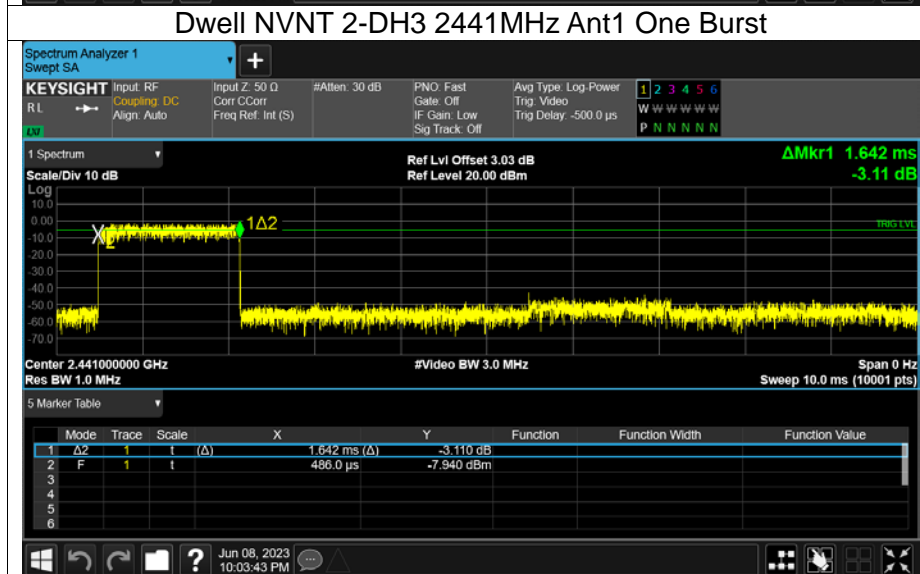 Dwell NVNT 2-DH3 2441MHz Ant1 One Burst
Spectrum Analyzer 1
Swept SA
+
KEYSIGHT Input: RF Input Z: 50 Ω #Atten: 30 dB PNO: Fast Avg Type: Log-Power 1 2 3 4 5 6
RL Coupling: DC Corr CCorr Gate: Off Trig: Video W W W W W W
Align: Auto Freq Ref: Int (S) IF Gain: Low Trig Delay: -500.0 µs P N N N N N
LXI Sig Track: Off
1 Spectrum Ref Lvl Offset 3.03 dB ΔMkr1 1.642 ms
Scale/Div 10 dB Ref Level 20.00 dBm -3.11 dB
Log
10.0
0.00 1Δ2 TRIG LVL
-10.0 X 2
-20.0
-30.0
-40.0
-50.0
-60.0
-70.0
Center 2.441000000 GHz #Video BW 3.0 MHz Span 0 Hz
Res BW 1.0 MHz Sweep 10.0 ms (10001 pts)
5 Marker Table
Mode Trace Scale X Y Function Function Width Function Value
1 Δ2 1 t (Δ) 1.642 ms (Δ) -3.110 dB
2 F 1 t 486.0 µs -7.940 dBm
3
4
5
6
? Jun 08, 2023
10:03:43 PM